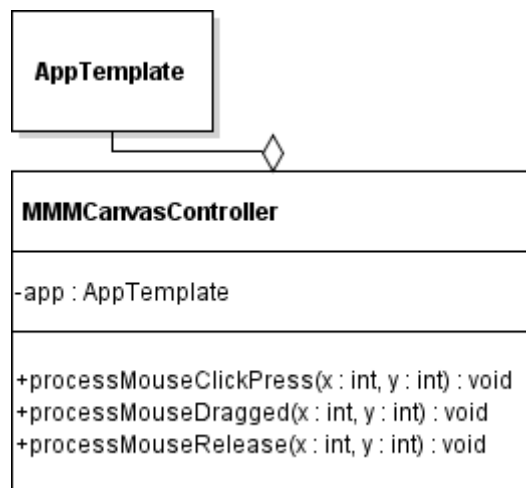 AppTemplate
MMMCanvasController
-app : AppTemplate
+processMouseClickPress(x : int, y : int) : void
+processMouseDragged(x : int, y : int) : void
+processMouseRelease(x : int, y : int) : void